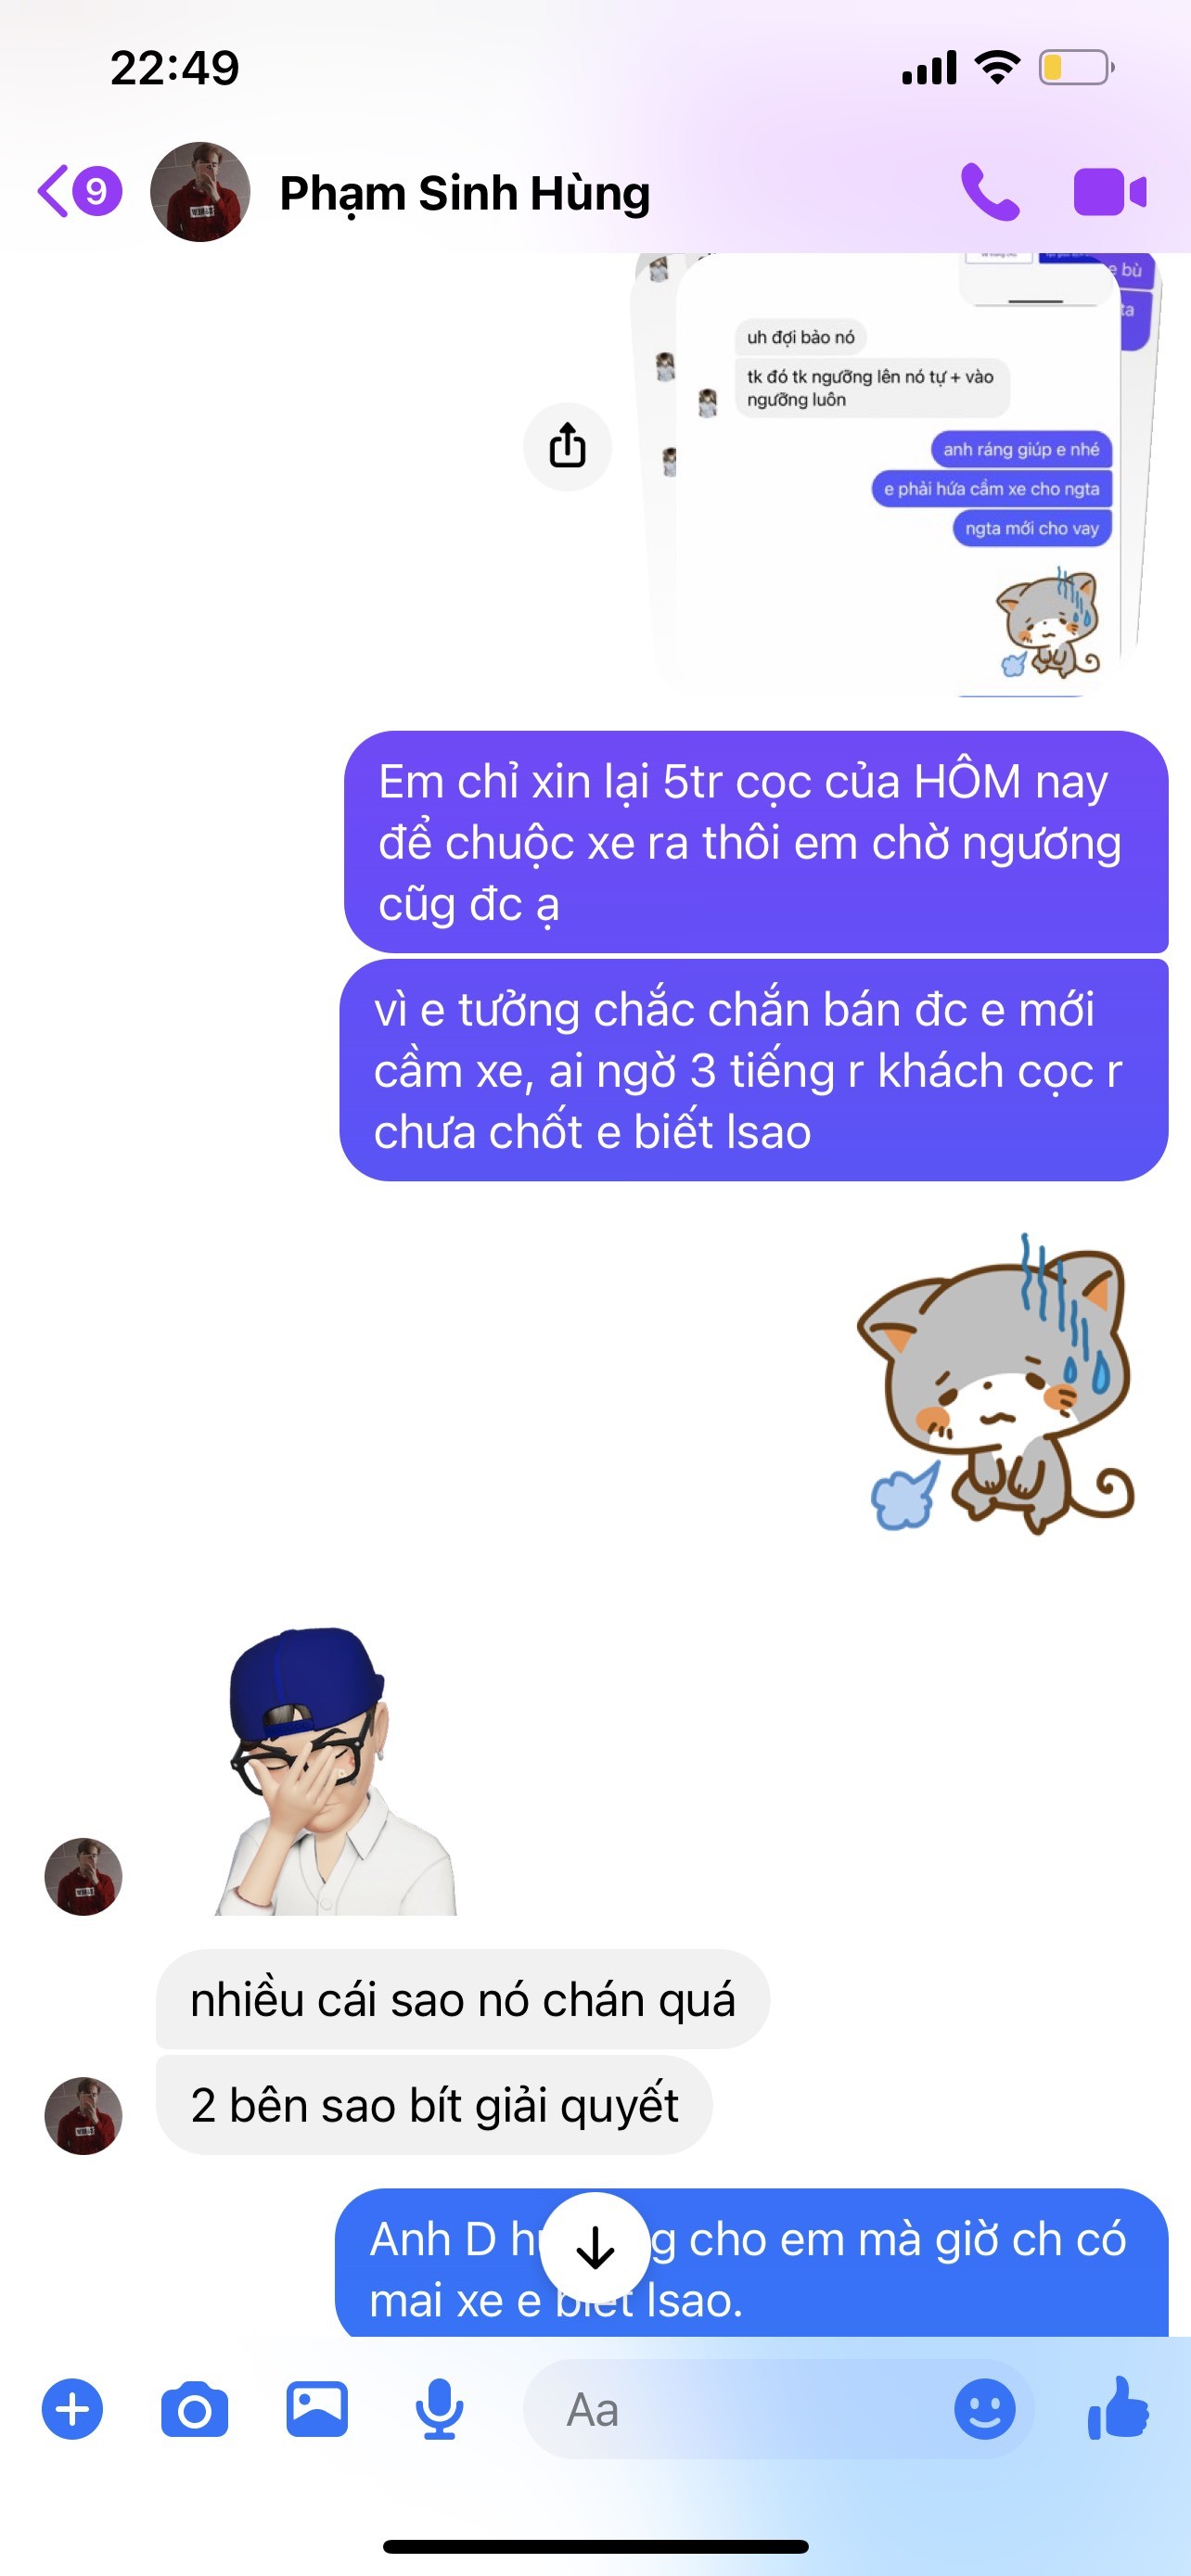 22:49
9
Phạm Sinh Hùng
e bù
ta
uh đợi bảo nó
tk đó tk ngưỡng lên nó tự + vào
ngưỡng luôn
anh ráng giúp e nhé
e phải hứa cầm xe cho ngta
ngta mới cho vay
Em chỉ xin lại 5tr cọc của HÔM nay
để chuộc xe ra thôi em chờ ngương
cũg đc ạ
vì e tưởng chắc chắn bán đc e mới
cầm xe, ai ngờ 3 tiếng r khách cọc r
chưa chốt e biết lsao
nhiều cái sao nó chán quá
2 bên sao bít giải quyết
Anh D cho em mà giờ ch có
mai xe e biết lsao.
Aa